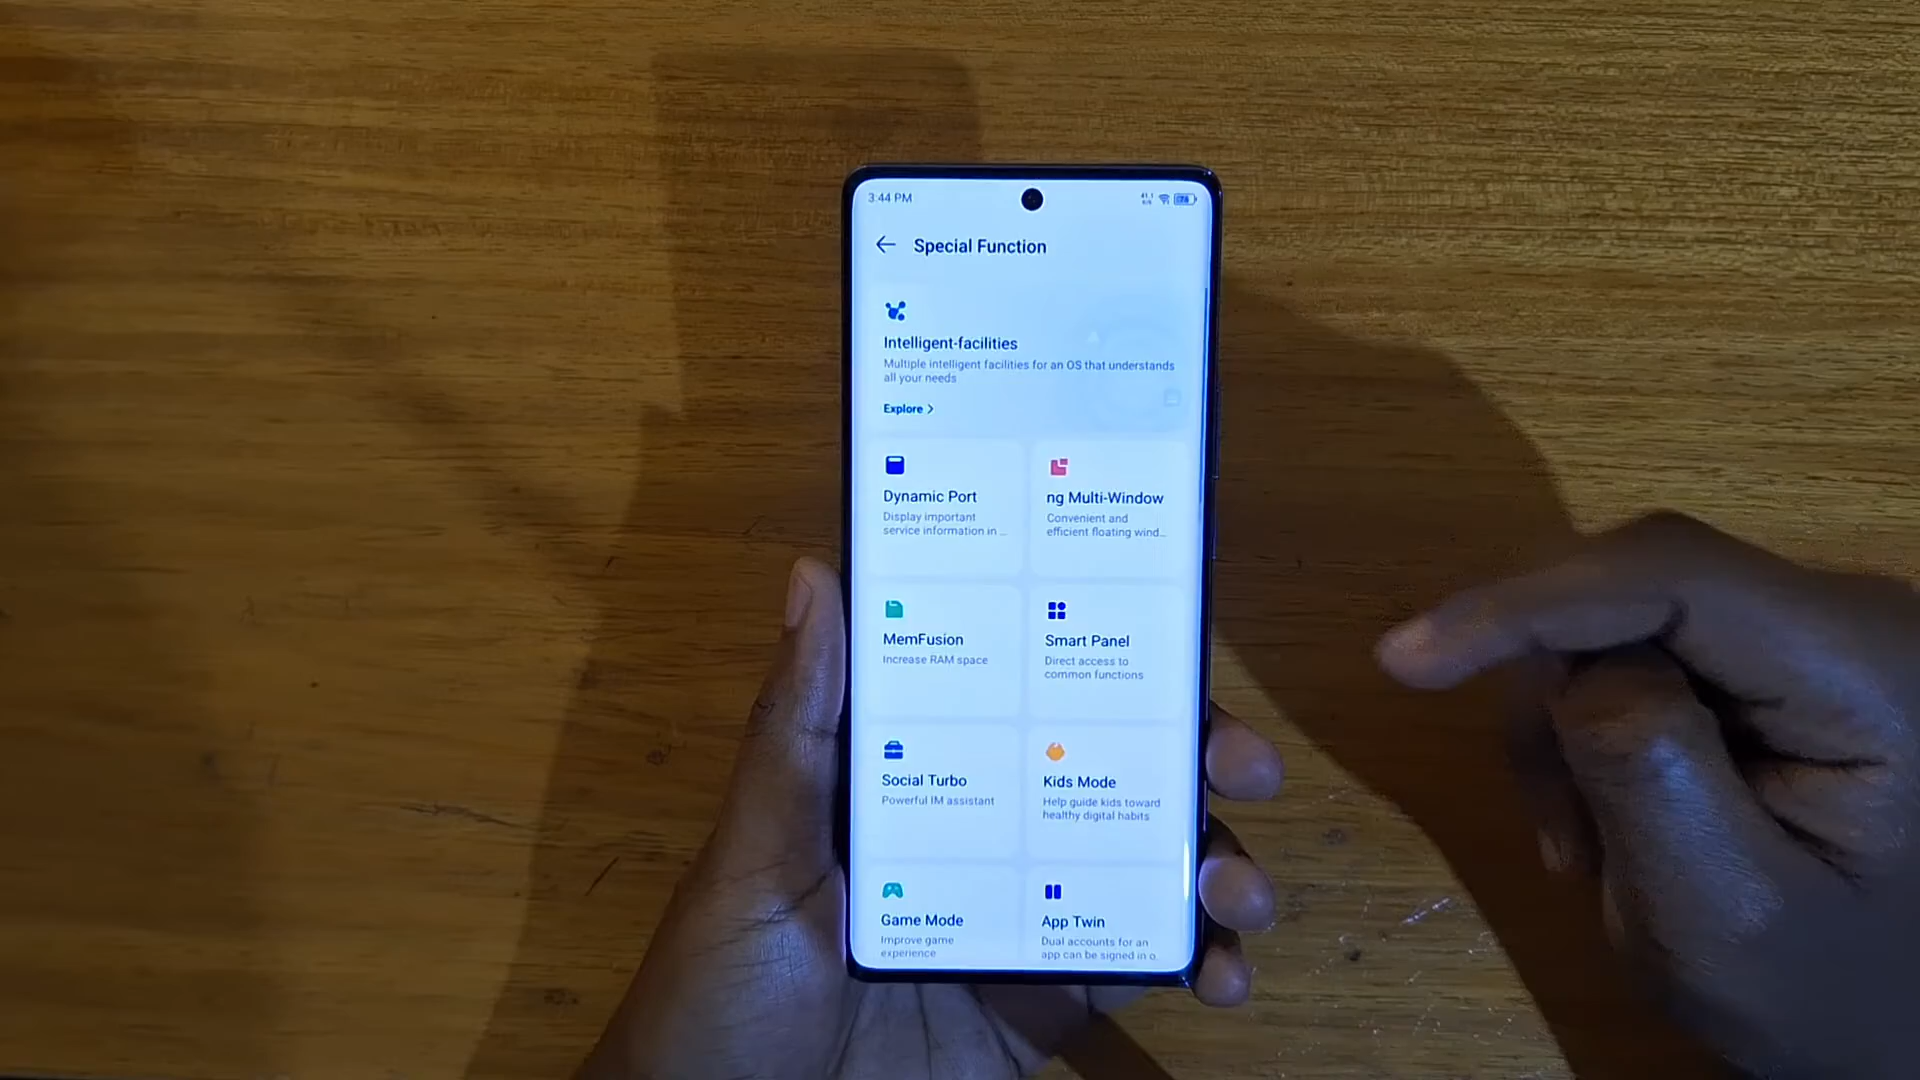 3:44 PM
Special Function
Intelligent-facilities
Multiple intelligent facilities for an OS that understands
all your needs
Explore >
Dynamic Port
Display important
service information in ...
ng Multi-Window
Convenient and
efficient floating wind...
MemFusion
Increase RAM space
Smart Panel
Direct access to
common functions
Social Turbo
Powerful IM assistant
Kids Mode
Help guide kids toward
healthy digital habits
Game Mode
Improve game
experience
App Twin
Dual accounts for an
app can be signed in o